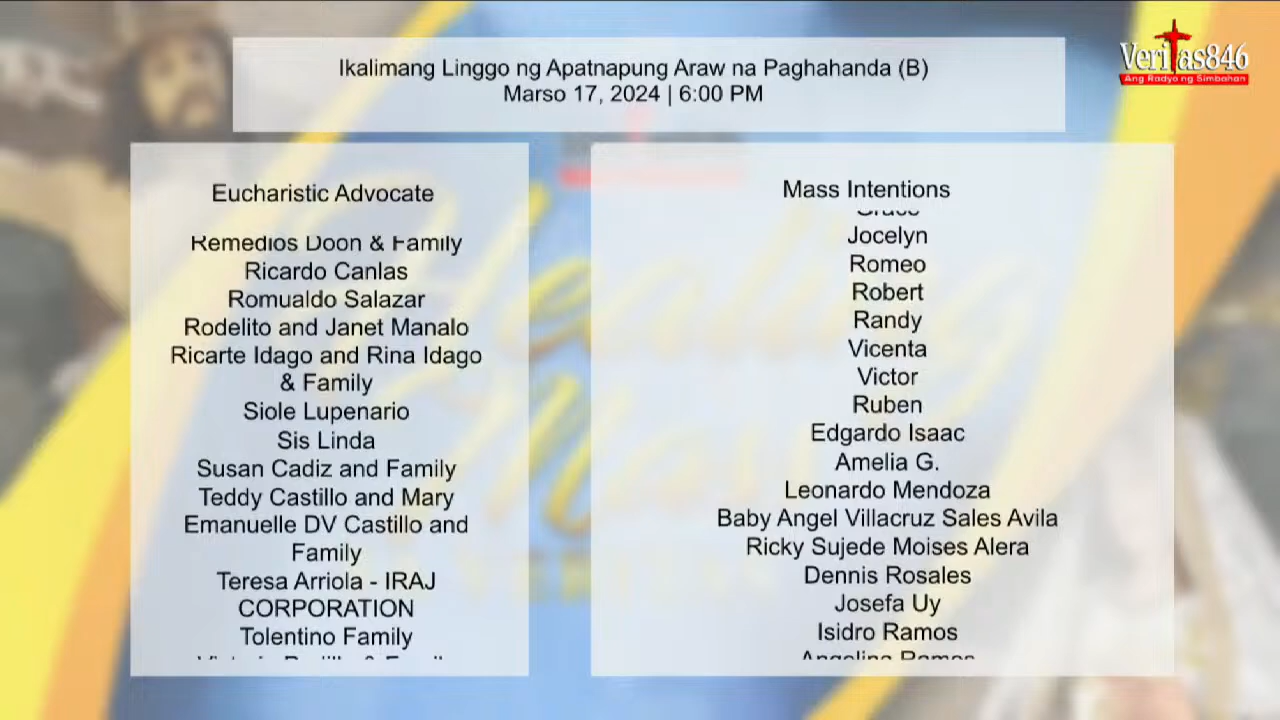 Ikalimang Linggo ng Apatnapung Araw na Paghahanda (B)
Marso 17, 2024 | 6:00 PM
Veritas846
Ang Radyo ng Simbahan
Eucharistic Advocate
Remedios Doon & Family
Ricardo Canlas
Romualdo Salazar
Rodelito and Janet Manalo
Ricarte Idago and Rina Idago
& Family
Siole Lupenario
Sis Linda
Susan Cadiz and Family
Teddy Castillo and Mary
Emanuelle DV Castillo and
Family
Teresa Arriola - IRAJ
CORPORATION
Tolentino Family
Mass Intentions
Jocelyn
Romeo
Robert
Randy
Vicenta
Victor
Ruben
Edgardo Isaac
Amelia G.
Leonardo Mendoza
Baby Angel Villacruz Sales Avila
Ricky Sujede Moises Alera
Dennis Rosales
Josefa Uy
Isidro Ramos
Angelina Ramos
Healing